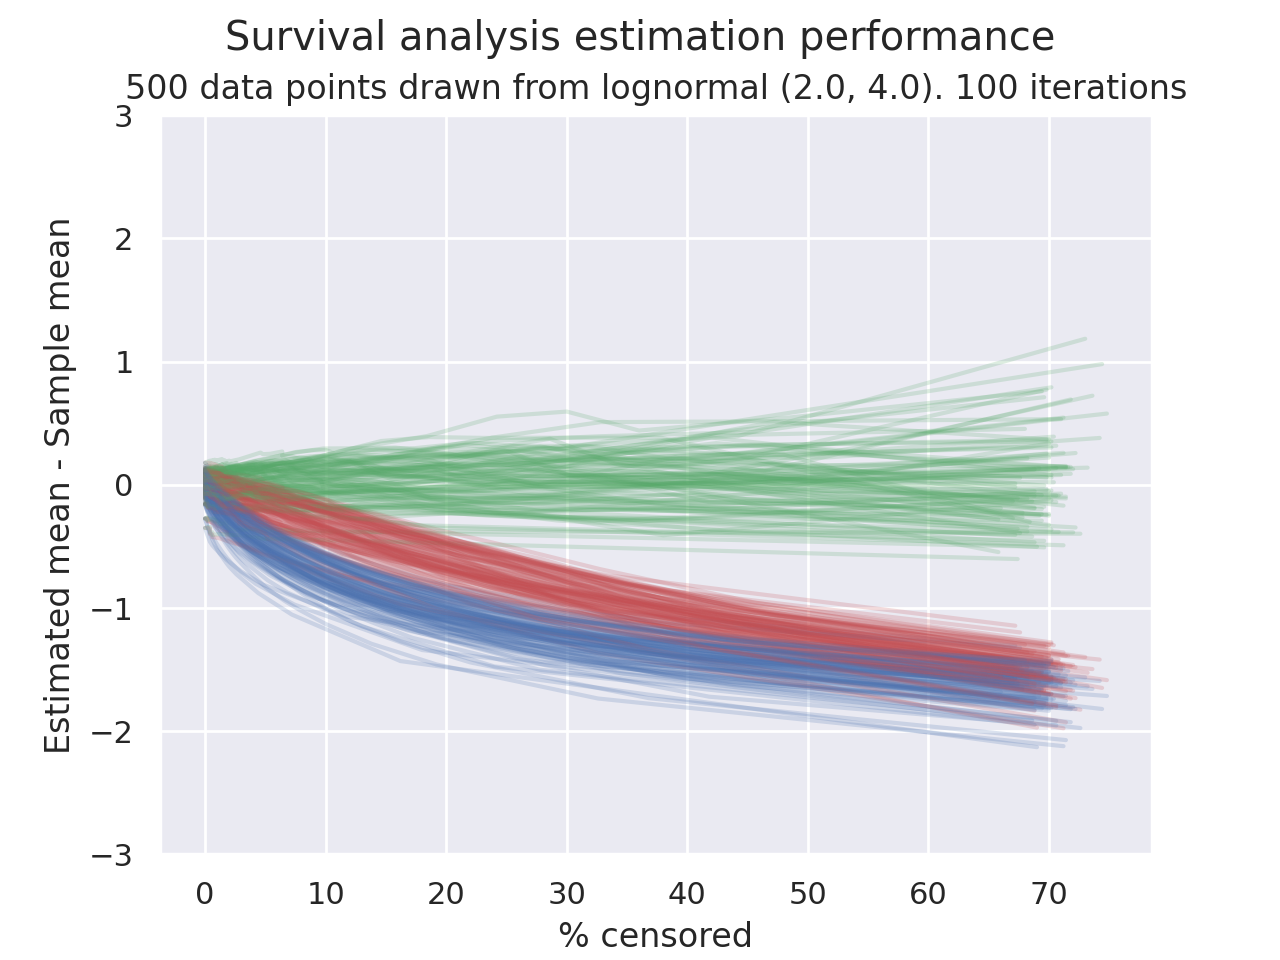 Survival analysis estimation performance
500 data points drawn from lognormal (2.0, 4.0). 100 iterations
Estimated mean - Sample mean
3
2
1
0
−1
−2
−3
0 10 20 30 40 50 60 70
% censored